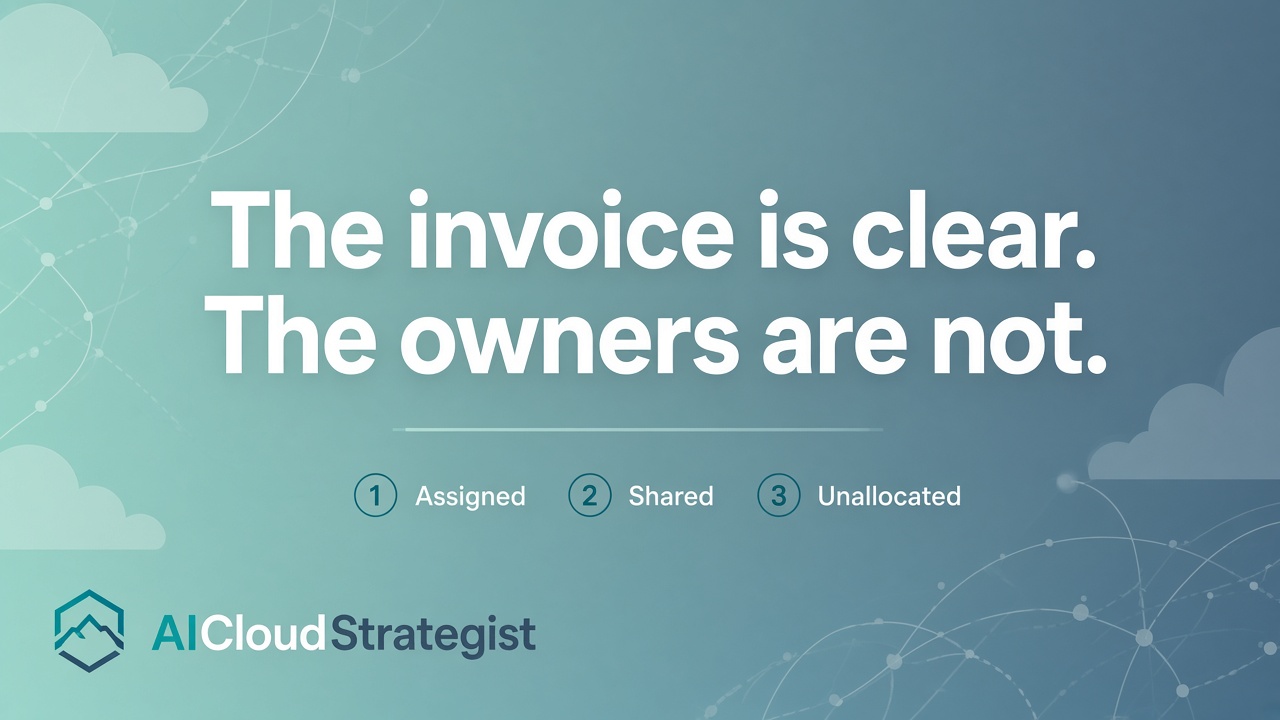 The invoice is clear.
The owners are not.
1 Assigned 2 Shared 3 Unallocated
AICloudStrategist